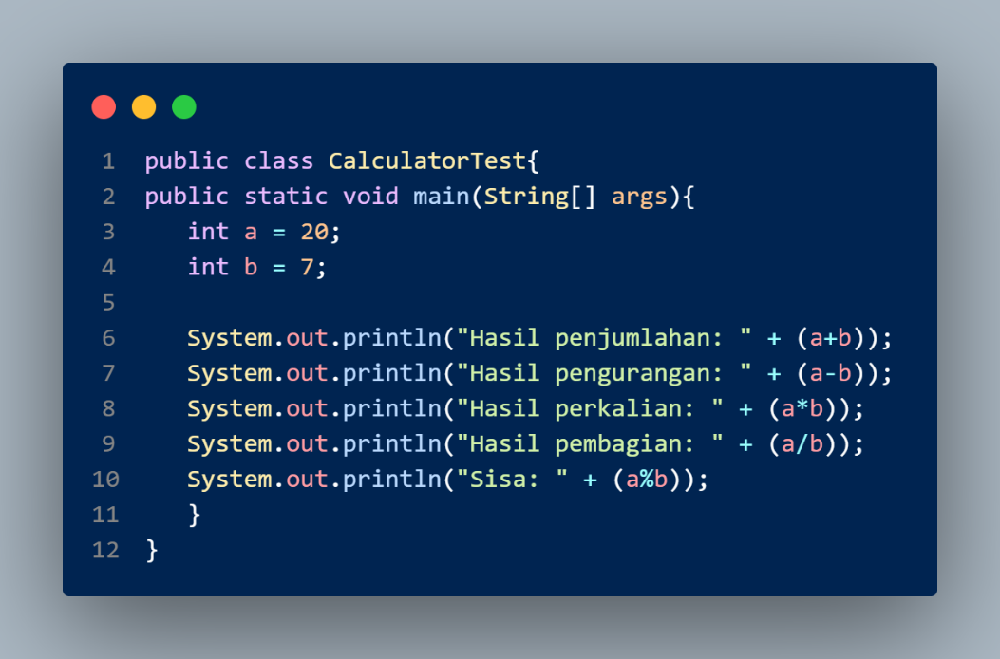 1 public class CalculatorTest{
2 public static void main(String[] args){
3    int a = 20;
4    int b = 7;
5
6    System.out.println("Hasil penjumlahan: " + (a+b));
7    System.out.println("Hasil pengurangan: " + (a-b));
8    System.out.println("Hasil perkalian: " + (a*b));
9    System.out.println("Hasil pembagian: " + (a/b));
10    System.out.println("Sisa: " + (a%b));
11    }
12 }